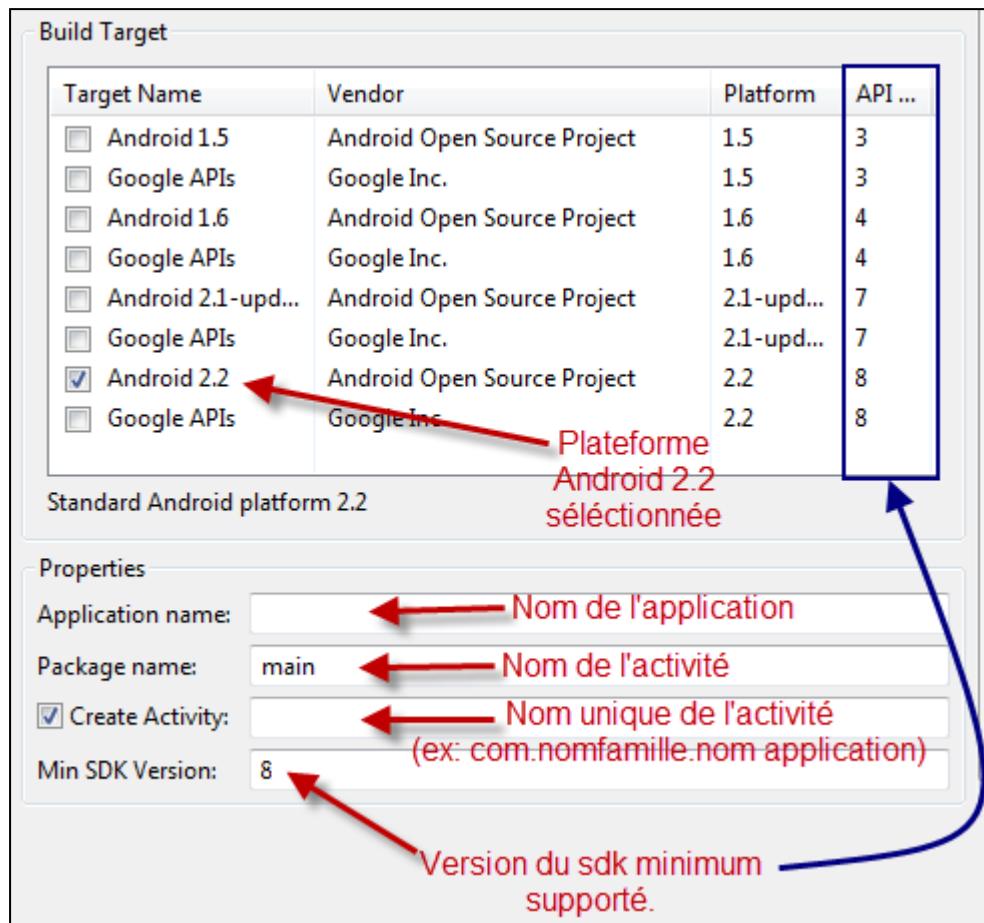 Build Target
Target Name Vendor Platform API ...
Android 1.5 Android Open Source Project 1.5 3
Google APIs Google Inc. 1.5 3
Android 1.6 Android Open Source Project 1.6 4
Google APIs Google Inc. 1.6 4
Android 2.1-upd... Android Open Source Project 2.1-upd... 7
Google APIs Google Inc. 2.1-upd... 7
Android 2.2 Android Open Source Project 2.2 8
Google APIs Google Inc. 2.2 8
Plateforme
Android 2.2
séléctionnée
Standard Android platform 2.2
Properties
Application name: Nom de l'application
Package name: main Nom de l'activité
Create Activity: Nom unique de l'activité
(ex: com.nomfamille.nom application)
Min SDK Version: 8
Version du sdk minimum
supporté.